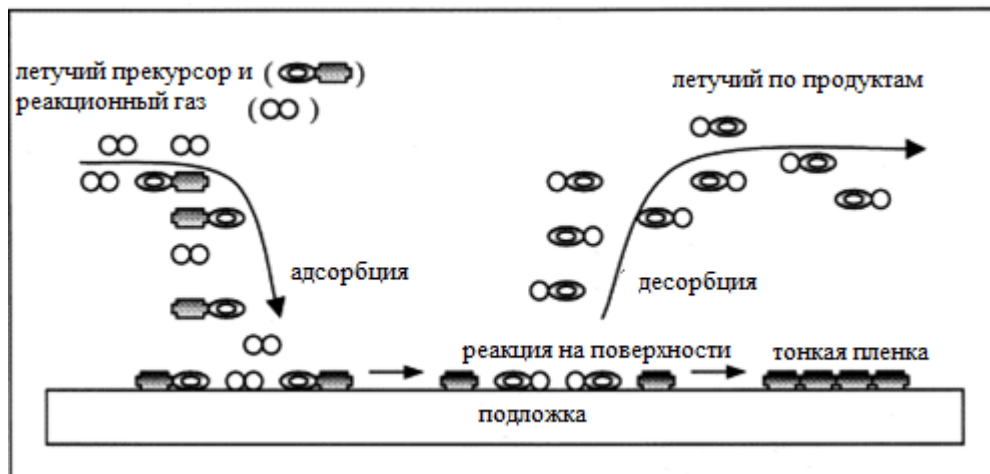 летучий прекурсор и
реакционный газ
летучий по продуктам
адсорбция
десорбция
реакция на поверхности
тонкая пленка
подложка